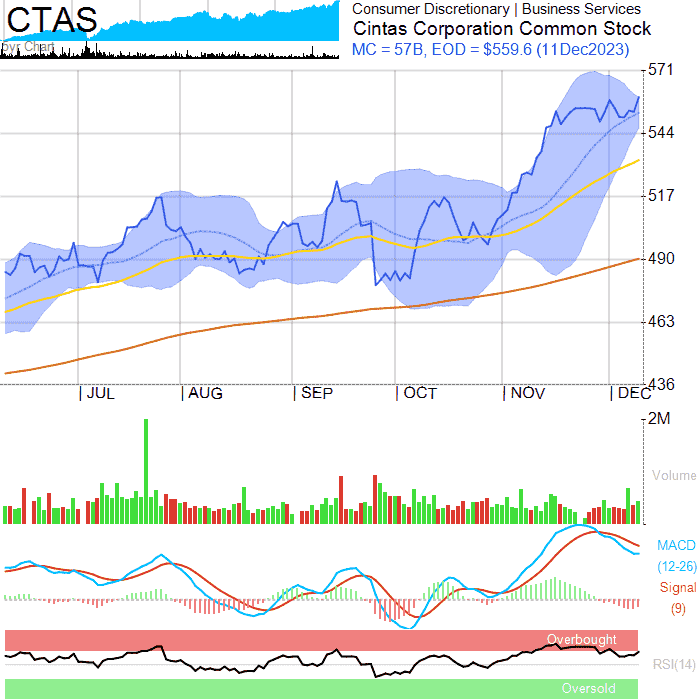 CTAS
5yr Chart
Consumer Discretionary | Business Services
Cintas Corporation Common Stock
MC = 57B, EOD = $559.6 (11Dec2023)
571
544
517
490
463
436
JUL
AUG
SEP
OCT
NOV
DEC
2M
Volume
MACD
(12-26)
Signal
(9)
Overbought
RSI(14)
Oversold